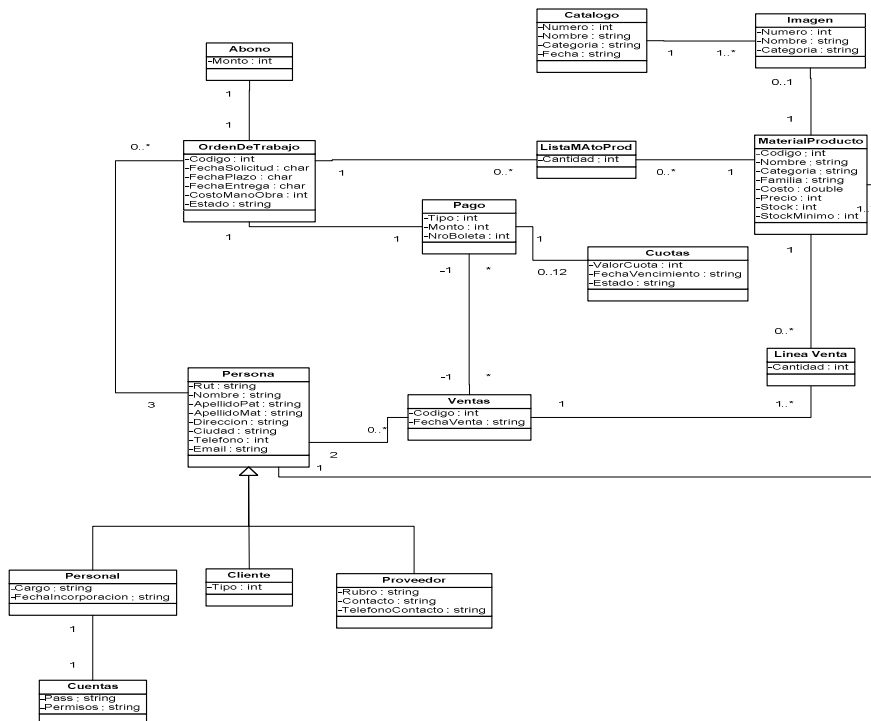 Catalogo
-Numero : int
-Nombre : string
-Categoria : string
-Fecha : string
1
1..*
Imagen
-Numero : int
-Nombre : string
-Categoria : string
0..1
1
Abono
-Monto : int
1
1
0..*
OrdenDeTrabajo
-Codigo : int
-FechaSolicitud : char
-FechaPlazo : char
-FechaEntrega : char
-CostoManoObra : int
-Estado : string
1
0..*
ListaMAtoProd
-Cantidad : int
0..*
1
MaterialProducto
-Codigo : int
-Nombre : string
-Categoria : string
-Familia : string
-Costo : double
-Precio : int
-Stock : int
-StockMinimo : int
1..
1
1
1
Pago
-Tipo : int
-Monto : int
-NroBoleta : int
1
0..12
Cuotas
-ValorCuota : int
-FechaVencimiento : string
-Estado : string
-1
*
-1
*
0..*
Linea Venta
-Cantidad : int
1..*
Persona
-Rut : string
-Nombre : string
-ApellidoPat : string
-ApellidoMat : string
-Direccion : string
-Ciudad : string
-Telefono : int
-Email : string
3
2
1
0..*
Ventas
-Codigo : int
-FechaVenta : string
1
Personal
-Cargo : string
-FechaIncorporacion : string
Cliente
-Tipo : int
Proveedor
-Rubro : string
-Contacto : string
-TelefonoContacto : string
1
1
Cuentas
-Pass : string
-Permisos : string